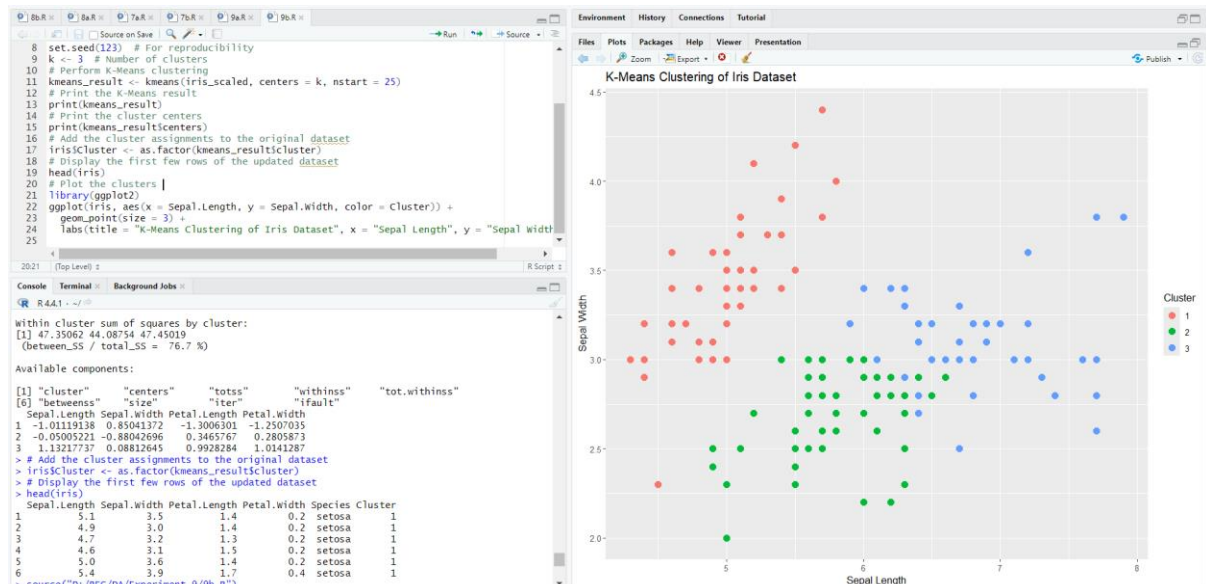 8b.R
8a.R
7a.R
7b.R
9a.R
9b.R
Source on Save
Run
Source
8 set.seed(123) # For reproducibility
9 k <- 3 # Number of clusters
10 # Perform K-Means clustering
11 kmeans_result <- kmeans(iris_scaled, centers = k, nstart = 25)
12 # Print the K-Means result
13 print(kmeans_result)
14 # Print the cluster centers
15 print(kmeans_result$centers)
16 # Add the cluster assignments to the original dataset
17 iris$Cluster <- as.factor(kmeans_result$cluster)
18 # Display the first few rows of the updated dataset
19 head(iris)
20 # Plot the clusters
21 library(ggplot2)
22 ggplot(iris, aes(x = Sepal.Length, y = Sepal.Width, color = Cluster)) +
23 geom_point(size = 3) +
24 labs(title = "K-Means Clustering of Iris Dataset", x = "Sepal Length", y = "Sepal Width
25
20:21 (Top Level) R Script
Console Terminal Background Jobs
R 4.4.1 · ~/
Within cluster sum of squares by cluster:
[1] 47.35062 44.08754 47.45019
(between_SS / total_SS = 76.7 %)
Available components:
[1] "cluster" "centers" "totss" "withinss" "tot.withinss"
[6] "betweenss" "size" "iter" "ifault"
Sepal.Length Sepal.Width Petal.Length Petal.Width
1 -1.01119138 0.85041372 -1.3006301 -1.2507035
2 -0.05005221 -0.88042696 0.3465767 0.2805873
3 1.13217737 0.08812645 0.9928284 1.0141287
> # Add the cluster assignments to the original dataset
> iris$Cluster <- as.factor(kmeans_result$cluster)
> # Display the first few rows of the updated dataset
> head(iris)
Sepal.Length Sepal.Width Petal.Length Petal.Width Species Cluster
1 5.1 3.5 1.4 0.2 setosa 1
2 4.9 3.0 1.4 0.2 setosa 1
3 4.7 3.2 1.3 0.2 setosa 1
4 4.6 3.1 1.5 0.2 setosa 1
5 5.0 3.6 1.4 0.2 setosa 1
6 5.4 3.9 1.7 0.4 setosa 1
Environment History Connections Tutorial
Files Plots Packages Help Viewer Presentation
Zoom Export Publish
K-Means Clustering of Iris Dataset
4.5
4.0
3.5
3.0
2.5
2.0
Sepal Width
5 6 7 8
Sepal Length
Cluster
1
2
3